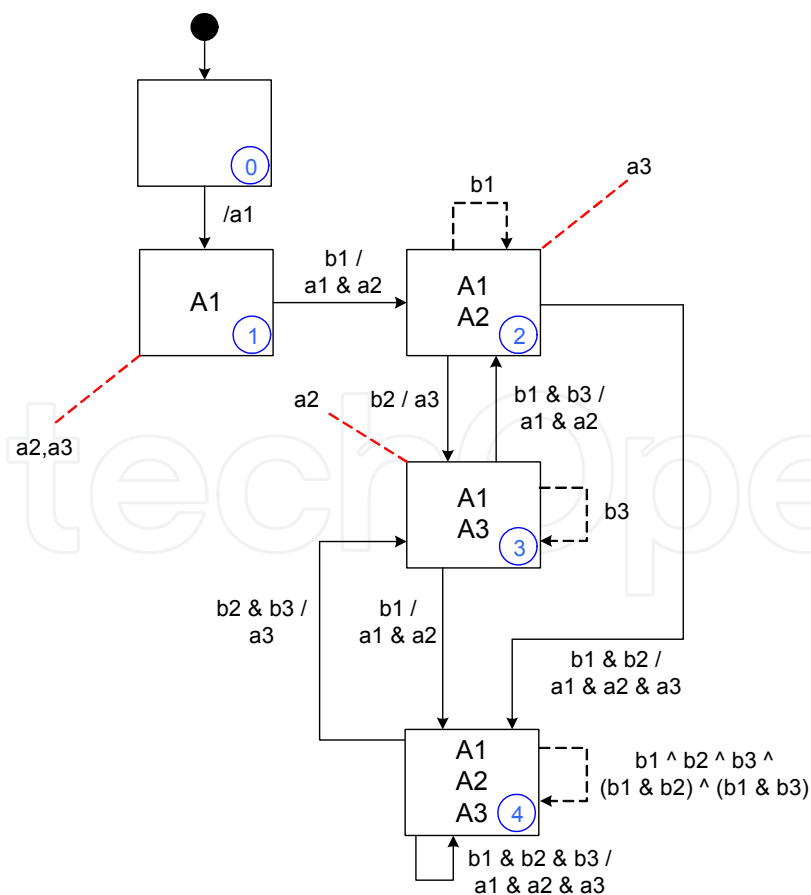 0
/a1
A1
1
a2,a3
b1 /
a1 & a2
b1
a3
A1
A2
2
b2 / a3
b1 & b3 /
a1 & a2
a2
A1
A3
3
b3
b2 & b3 /
a3
b1 /
a1 & a2
b1 & b2 /
a1 & a2 & a3
A1
A2
A3
4
b1 ^ b2 ^ b3 ^
(b1 & b2) ^ (b1 & b3)
b1 & b2 & b3 /
a1 & a2 & a3
techOpe